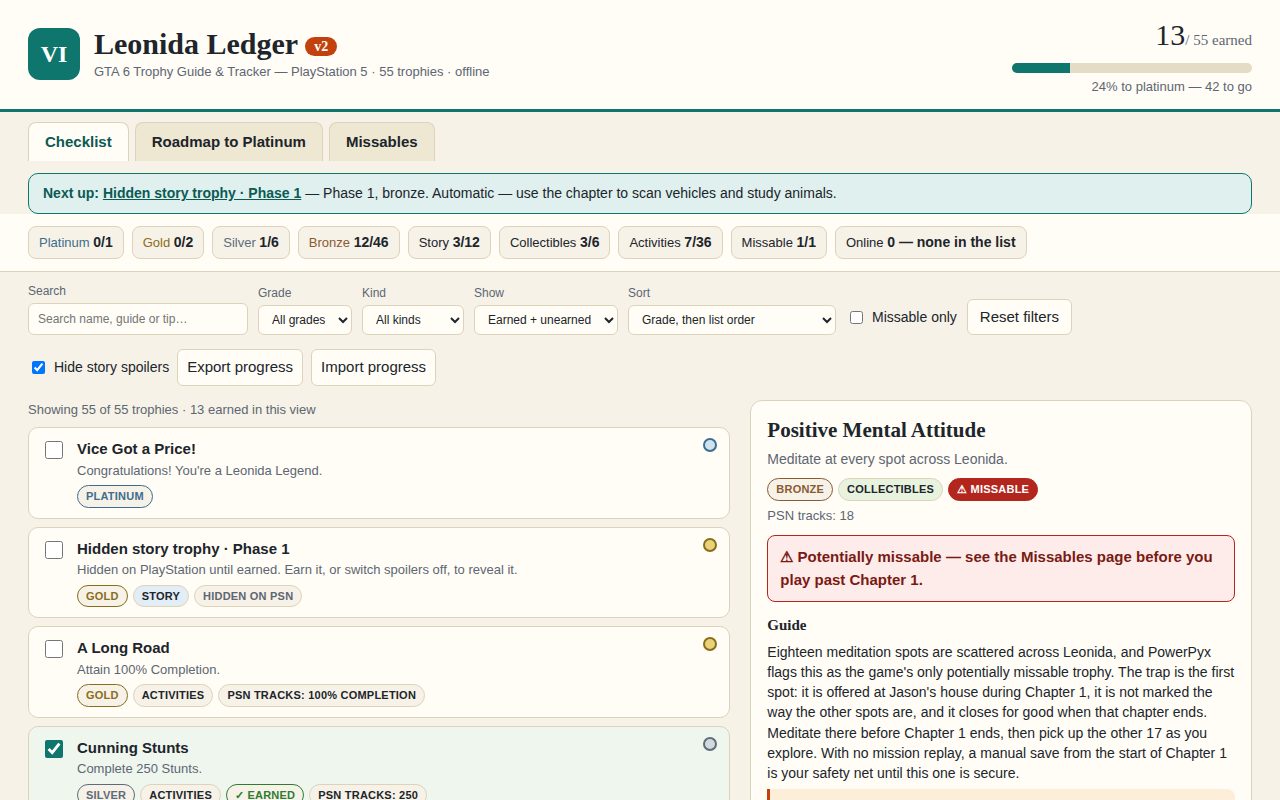 VI
Leonida Ledger v2
GTA 6 Trophy Guide & Tracker — PlayStation 5 · 55 trophies · offline
13 / 55 earned
24% to platinum — 42 to go
Checklist
Roadmap to Platinum
Missables
Next up: Hidden story trophy · Phase 1 — Phase 1, bronze. Automatic — use the chapter to scan vehicles and study animals.
Platinum 0/1
Gold 0/2
Silver 1/6
Bronze 12/46
Story 3/12
Collectibles 3/6
Activities 7/36
Missable 1/1
Online 0 — none in the list
Search
Grade
Kind
Show
Sort
Search name, guide or tip…
All grades
All kinds
Earned + unearned
Grade, then list order
Missable only
Reset filters
Hide story spoilers
Export progress
Import progress
Showing 55 of 55 trophies · 13 earned in this view
Vice Got a Price!
Congratulations! You're a Leonida Legend.
PLATINUM
Hidden story trophy · Phase 1
Hidden on PlayStation until earned. Earn it, or switch spoilers off, to reveal it.
GOLD
STORY
HIDDEN ON PSN
A Long Road
Attain 100% Completion.
GOLD
ACTIVITIES
PSN TRACKS: 100% COMPLETION
Cunning Stunts
Complete 250 Stunts.
SILVER
ACTIVITIES
✓ EARNED
PSN TRACKS: 250
Positive Mental Attitude
Meditate at every spot across Leonida.
BRONZE
COLLECTIBLES
⚠ MISSABLE
PSN tracks: 18
⚠ Potentially missable — see the Missables page before you
play past Chapter 1.
Guide
Eighteen meditation spots are scattered across Leonida, and PowerPyx
flags this as the game's only potentially missable trophy. The trap is the first
spot: it is offered at Jason's house during Chapter 1, it is not marked the
way the other spots are, and it closes for good when that chapter ends.
Meditate there before Chapter 1 ends, then pick up the other 17 as you
explore. With no mission replay, a manual save from the start of Chapter 1
is your safety net until this one is secure.